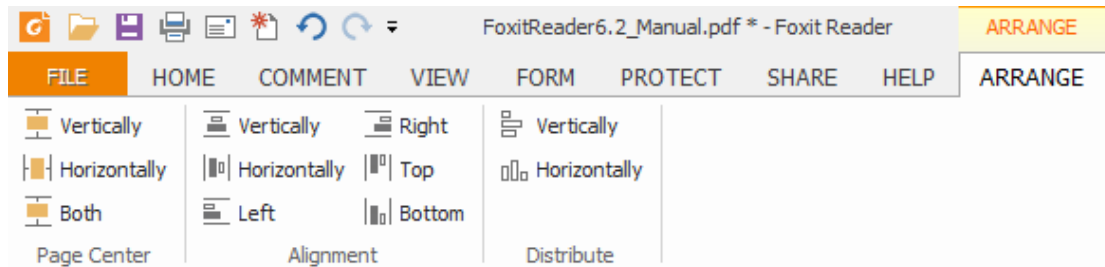 FoxitReader6.2_Manual.pdf * - Foxit Reader ARRANGE
FILE HOME COMMENT VIEW FORM PROTECT SHARE HELP ARRANGE
Vertically Vertically Right Vertically
Horizontally Horizontally Top Horizontally
Both Left Bottom
Page Center Alignment Distribute